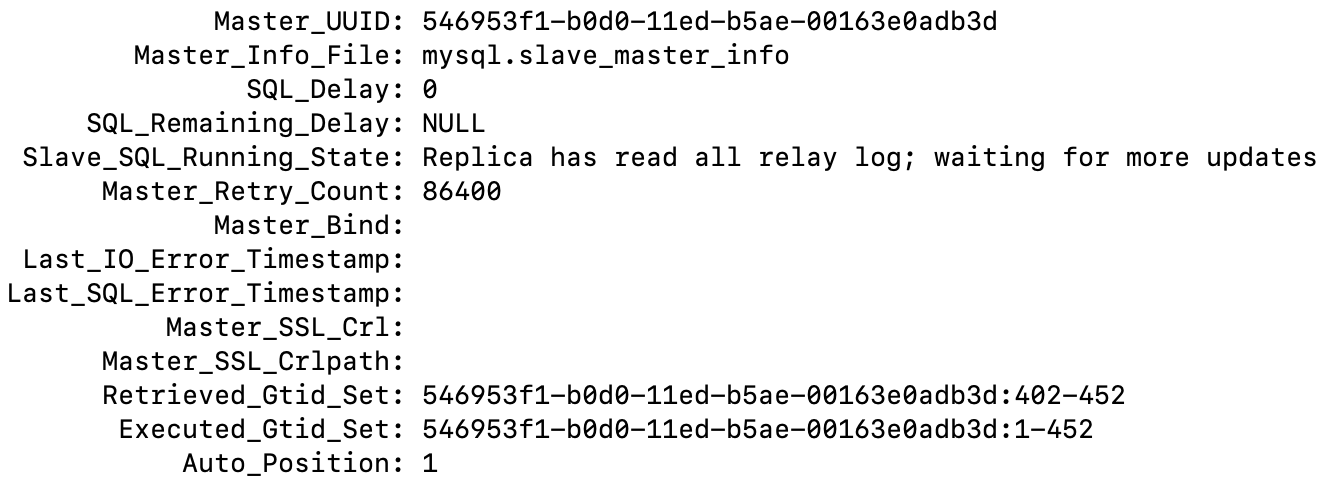 Master_UUID: 546953f1-b0d0-11ed-b5ae-00163e0adb3d
Master_Info_File: mysql.slave_master_info
SQL_Delay: 0
SQL_Remaining_Delay: NULL
Slave_SQL_Running_State: Replica has read all relay log; waiting for more updates
Master_Retry_Count: 86400
Master_Bind:
Last_IO_Error_Timestamp:
Last_SQL_Error_Timestamp:
Master_SSL_Crl:
Master_SSL_Crlpath:
Retrieved_Gtid_Set: 546953f1-b0d0-11ed-b5ae-00163e0adb3d:402-452
Executed_Gtid_Set: 546953f1-b0d0-11ed-b5ae-00163e0adb3d:1-452
Auto_Position: 1